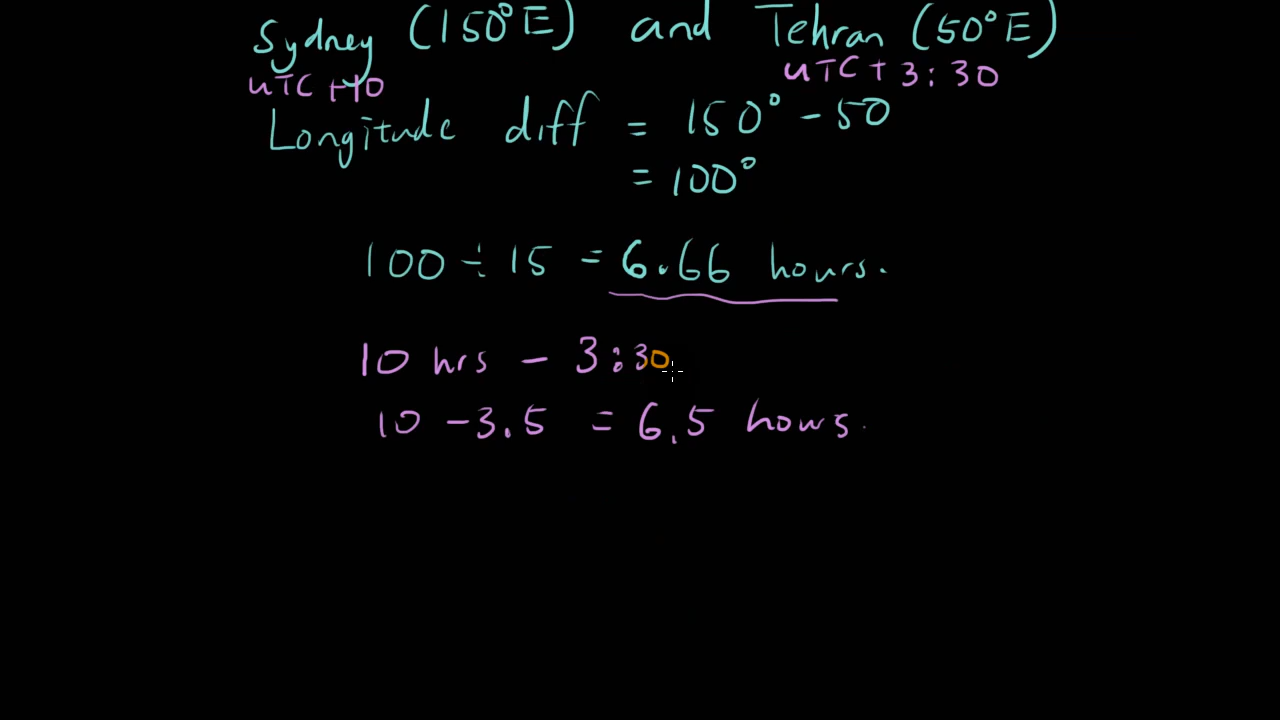 Sydney (150°E) and Tehran (50°E)
UTC +10 UTC + 3:30
Longitude diff = 150° - 50
= 100°
100 ÷ 15 = 6.66 hours.
10 hrs - 3:30
10 - 3.5 = 6.5 hours.